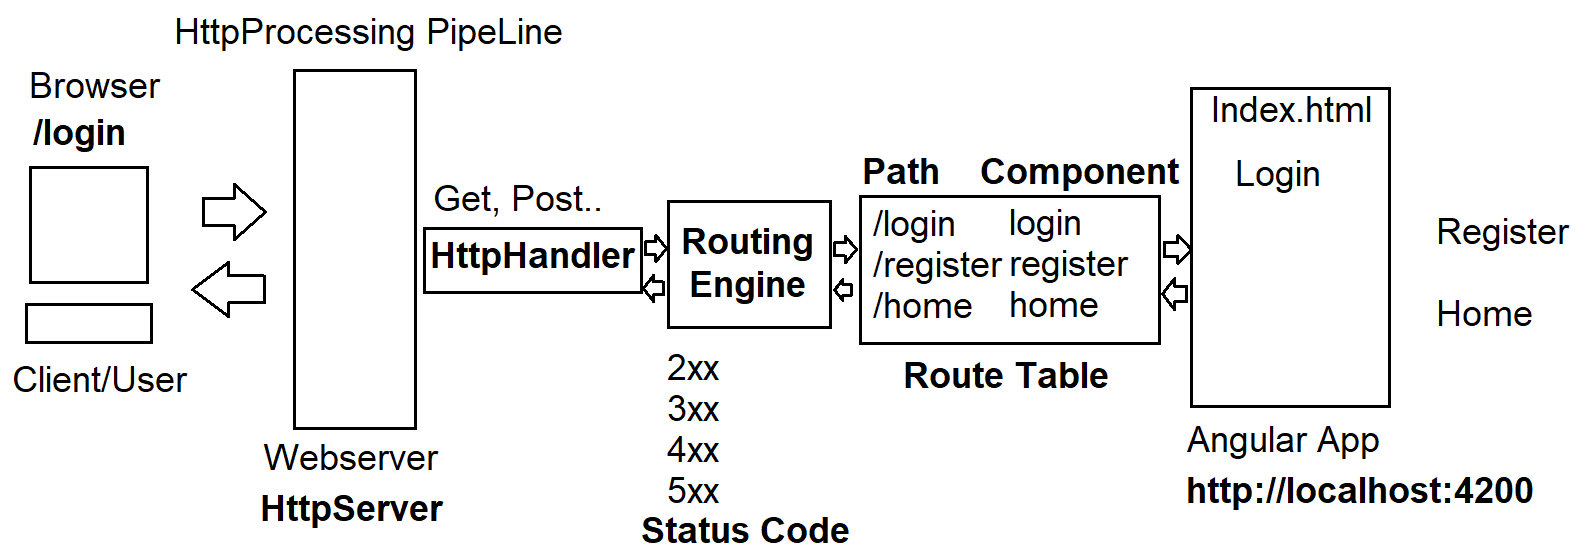 HttpProcessing PipeLine
Browser
/login
Client/User
Webserver
HttpServer
Get, Post..
HttpHandler
Routing
Engine
2xx
3xx
4xx
5xx
Status Code
Path Component
/login login
/register register
/home home
Route Table
Index.html
Login
Angular App
http://localhost:4200
Register
Home